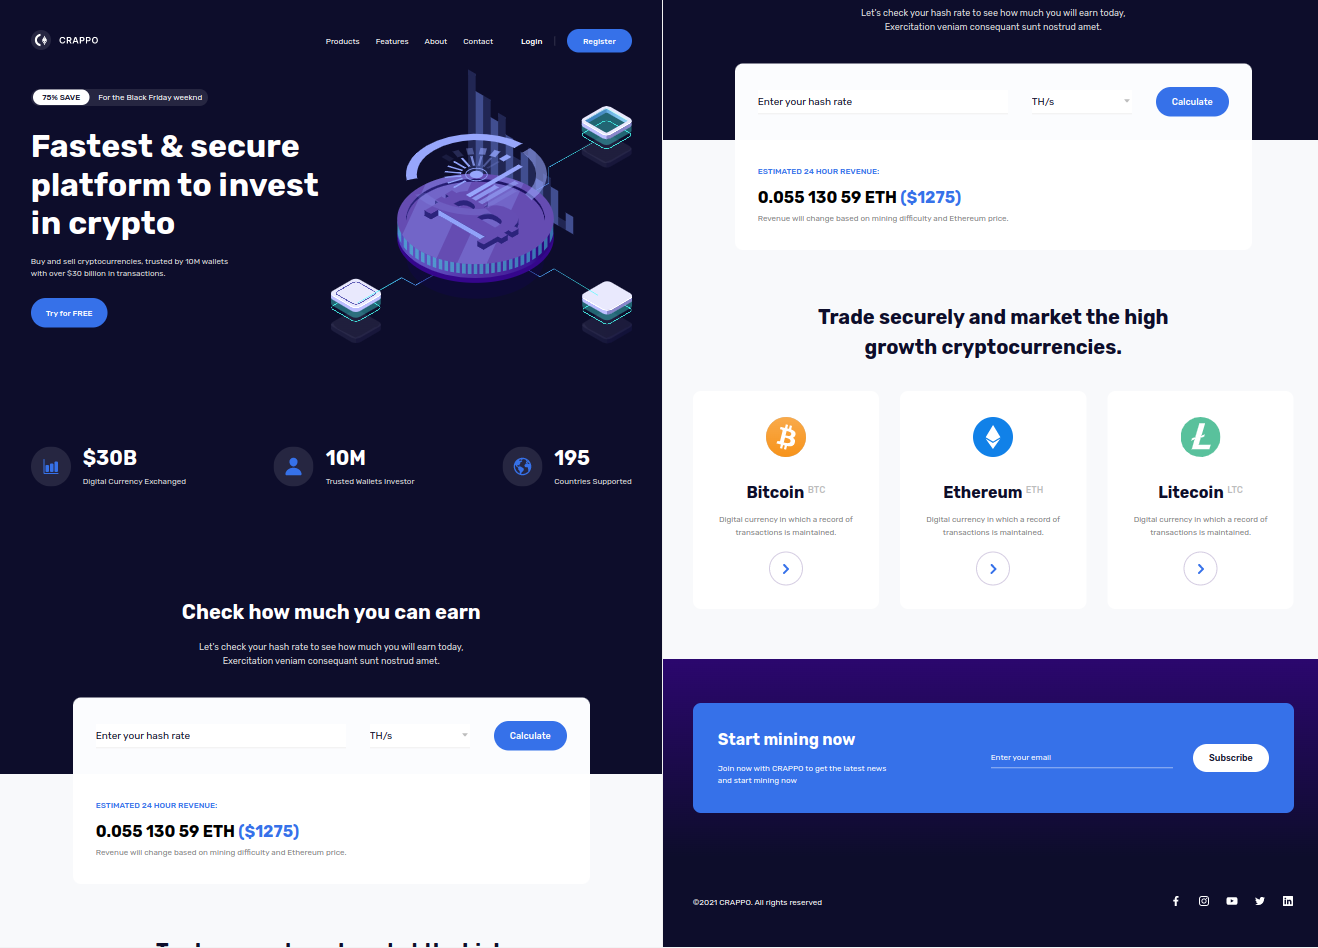 CRAPPO
Products Features About Contact Login Register
75% SAVE For the Black Friday weeknd
Fastest & secure
platform to invest
in crypto
Buy and sell cryptocurrencies, trusted by 10M wallets
with over $30 billion in transactions.
Try for FREE
$30B
Digital Currency Exchanged
10M
Trusted Wallets Investor
195
Countries Supported
Check how much you can earn
Let's check your hash rate to see how much you will earn today,
Exercitation veniam consequant sunt nostrud amet.
Enter your hash rate TH/s Calculate
ESTIMATED 24 HOUR REVENUE:
0.055 130 59 ETH ($1275)
Revenue will change based on mining difficulty and Ethereum price.
Let's check your hash rate to see how much you will earn today,
Exercitation veniam consequant sunt nostrud amet.
Enter your hash rate TH/s Calculate
ESTIMATED 24 HOUR REVENUE:
0.055 130 59 ETH ($1275)
Revenue will change based on mining difficulty and Ethereum price.
Trade securely and market the high
growth cryptocurrencies.
Bitcoin BTC
Digital currency in which a record of
transactions is maintained.
Ethereum ETH
Digital currency in which a record of
transactions is maintained.
Litecoin LTC
Digital currency in which a record of
transactions is maintained.
Start mining now
Join now with CRAPPO to get the latest news
and start mining now
Enter your email Subscribe
©2021 CRAPPO. All rights reserved